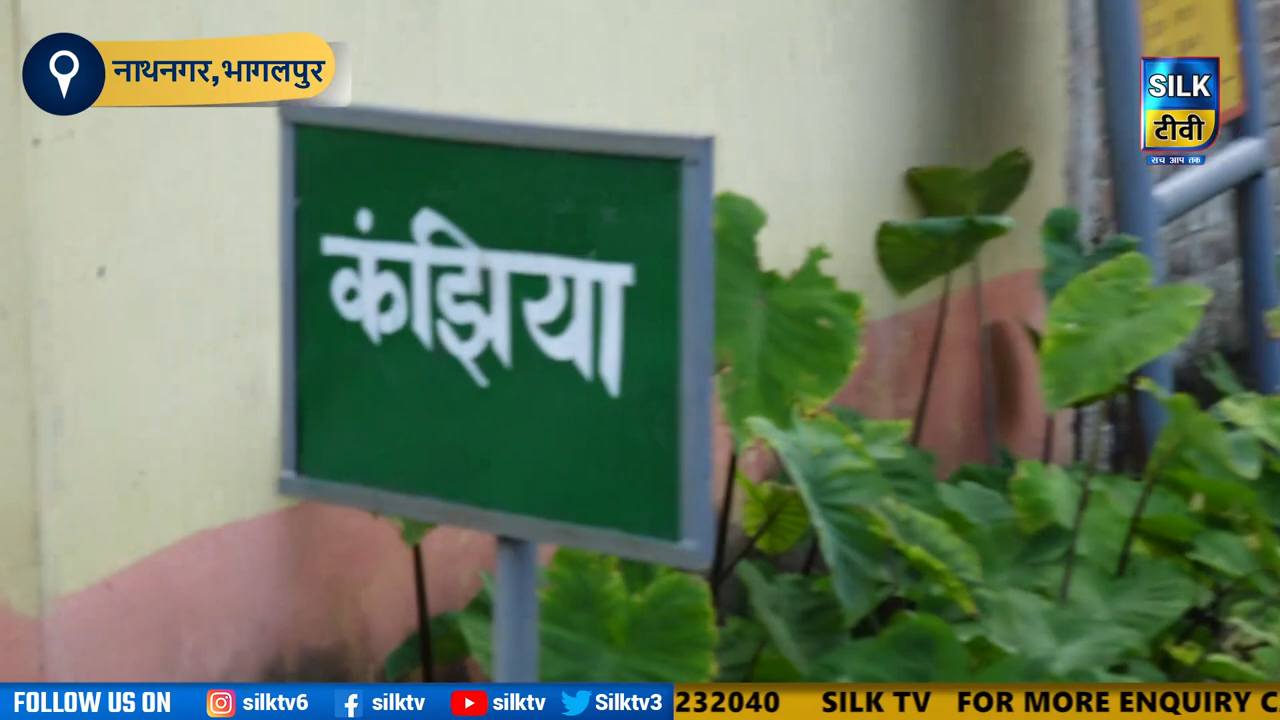 नाथनगर, भागलपुर
SILK
टीवी
सच आप तक
कंझिया
FOLLOW US ON silktv6 silktv silktv Silktv3 232040 SILK TV FOR MORE ENQUIRY